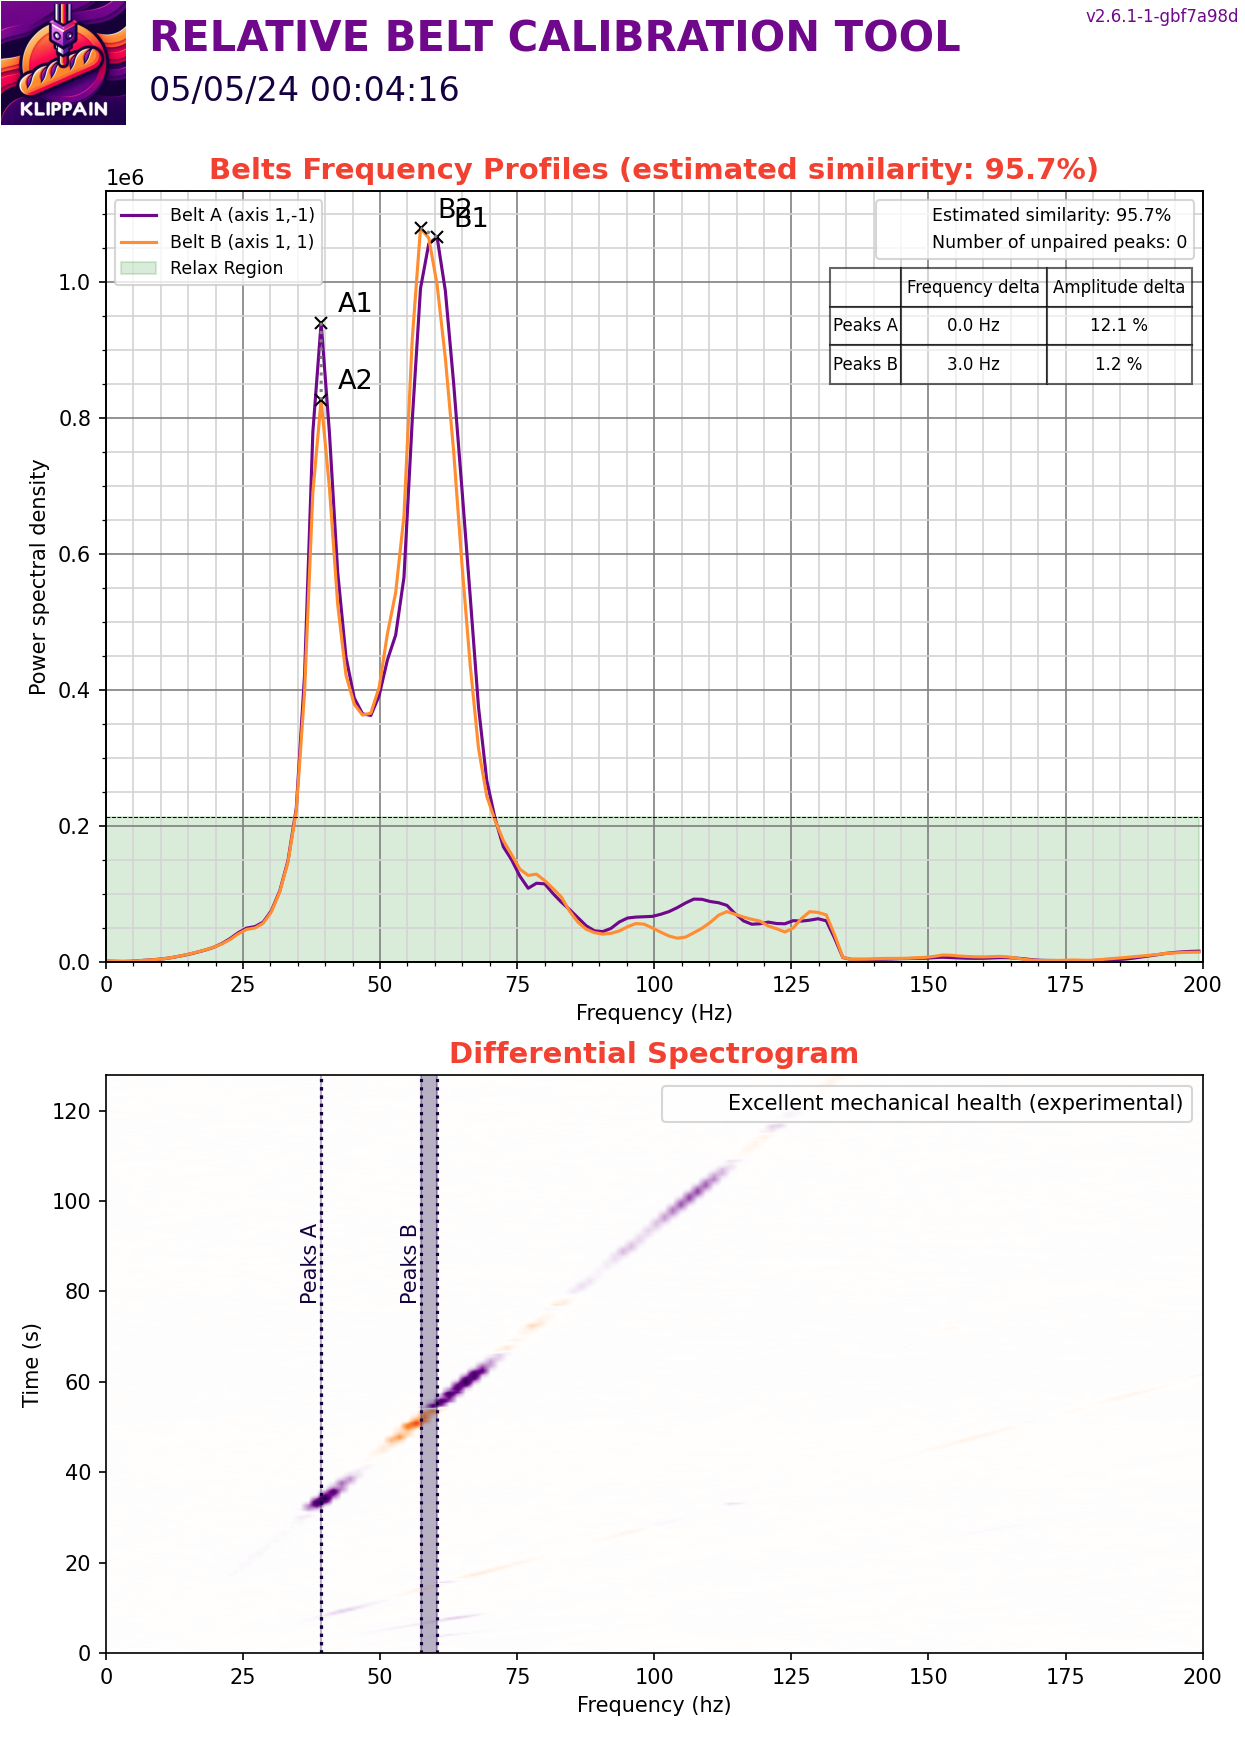 v2.6.1-1-gbf7a98d
RELATIVE BELT CALIBRATION TOOL
05/05/24 00:04:16
KLIPPAIN
Belts Frequency Profiles (estimated similarity: 95.7%)
1e6
Belt A (axis 1,-1)
Belt B (axis 1, 1)
Relax Region
B2
B1
A1
A2
Estimated similarity: 95.7%
Number of unpaired peaks: 0
Frequency delta Amplitude delta
Peaks A 0.0 Hz 12.1 %
Peaks B 3.0 Hz 1.2 %
Power spectral density
1.0
0.8
0.6
0.4
0.2
0.0
0 25 50 75 100 125 150 175 200
Frequency (Hz)
Differential Spectrogram
Excellent mechanical health (experimental)
Peaks A
Peaks B
Time (s)
120
100
80
60
40
20
0
0 25 50 75 100 125 150 175 200
Frequency (hz)